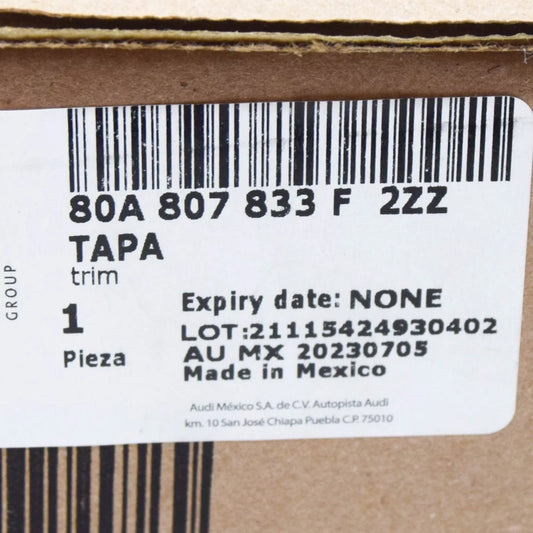 GROUP
80A 807 833 F 2ZZ
TAPA
trim
1
Pieza
Expiry date: NONE
LOT:21115424930402
AU MX 20230705
Made in Mexico
Audi México S.A. de C.V. Autopista Audi
km. 10 San José Chiapa Puebla C.P. 75010